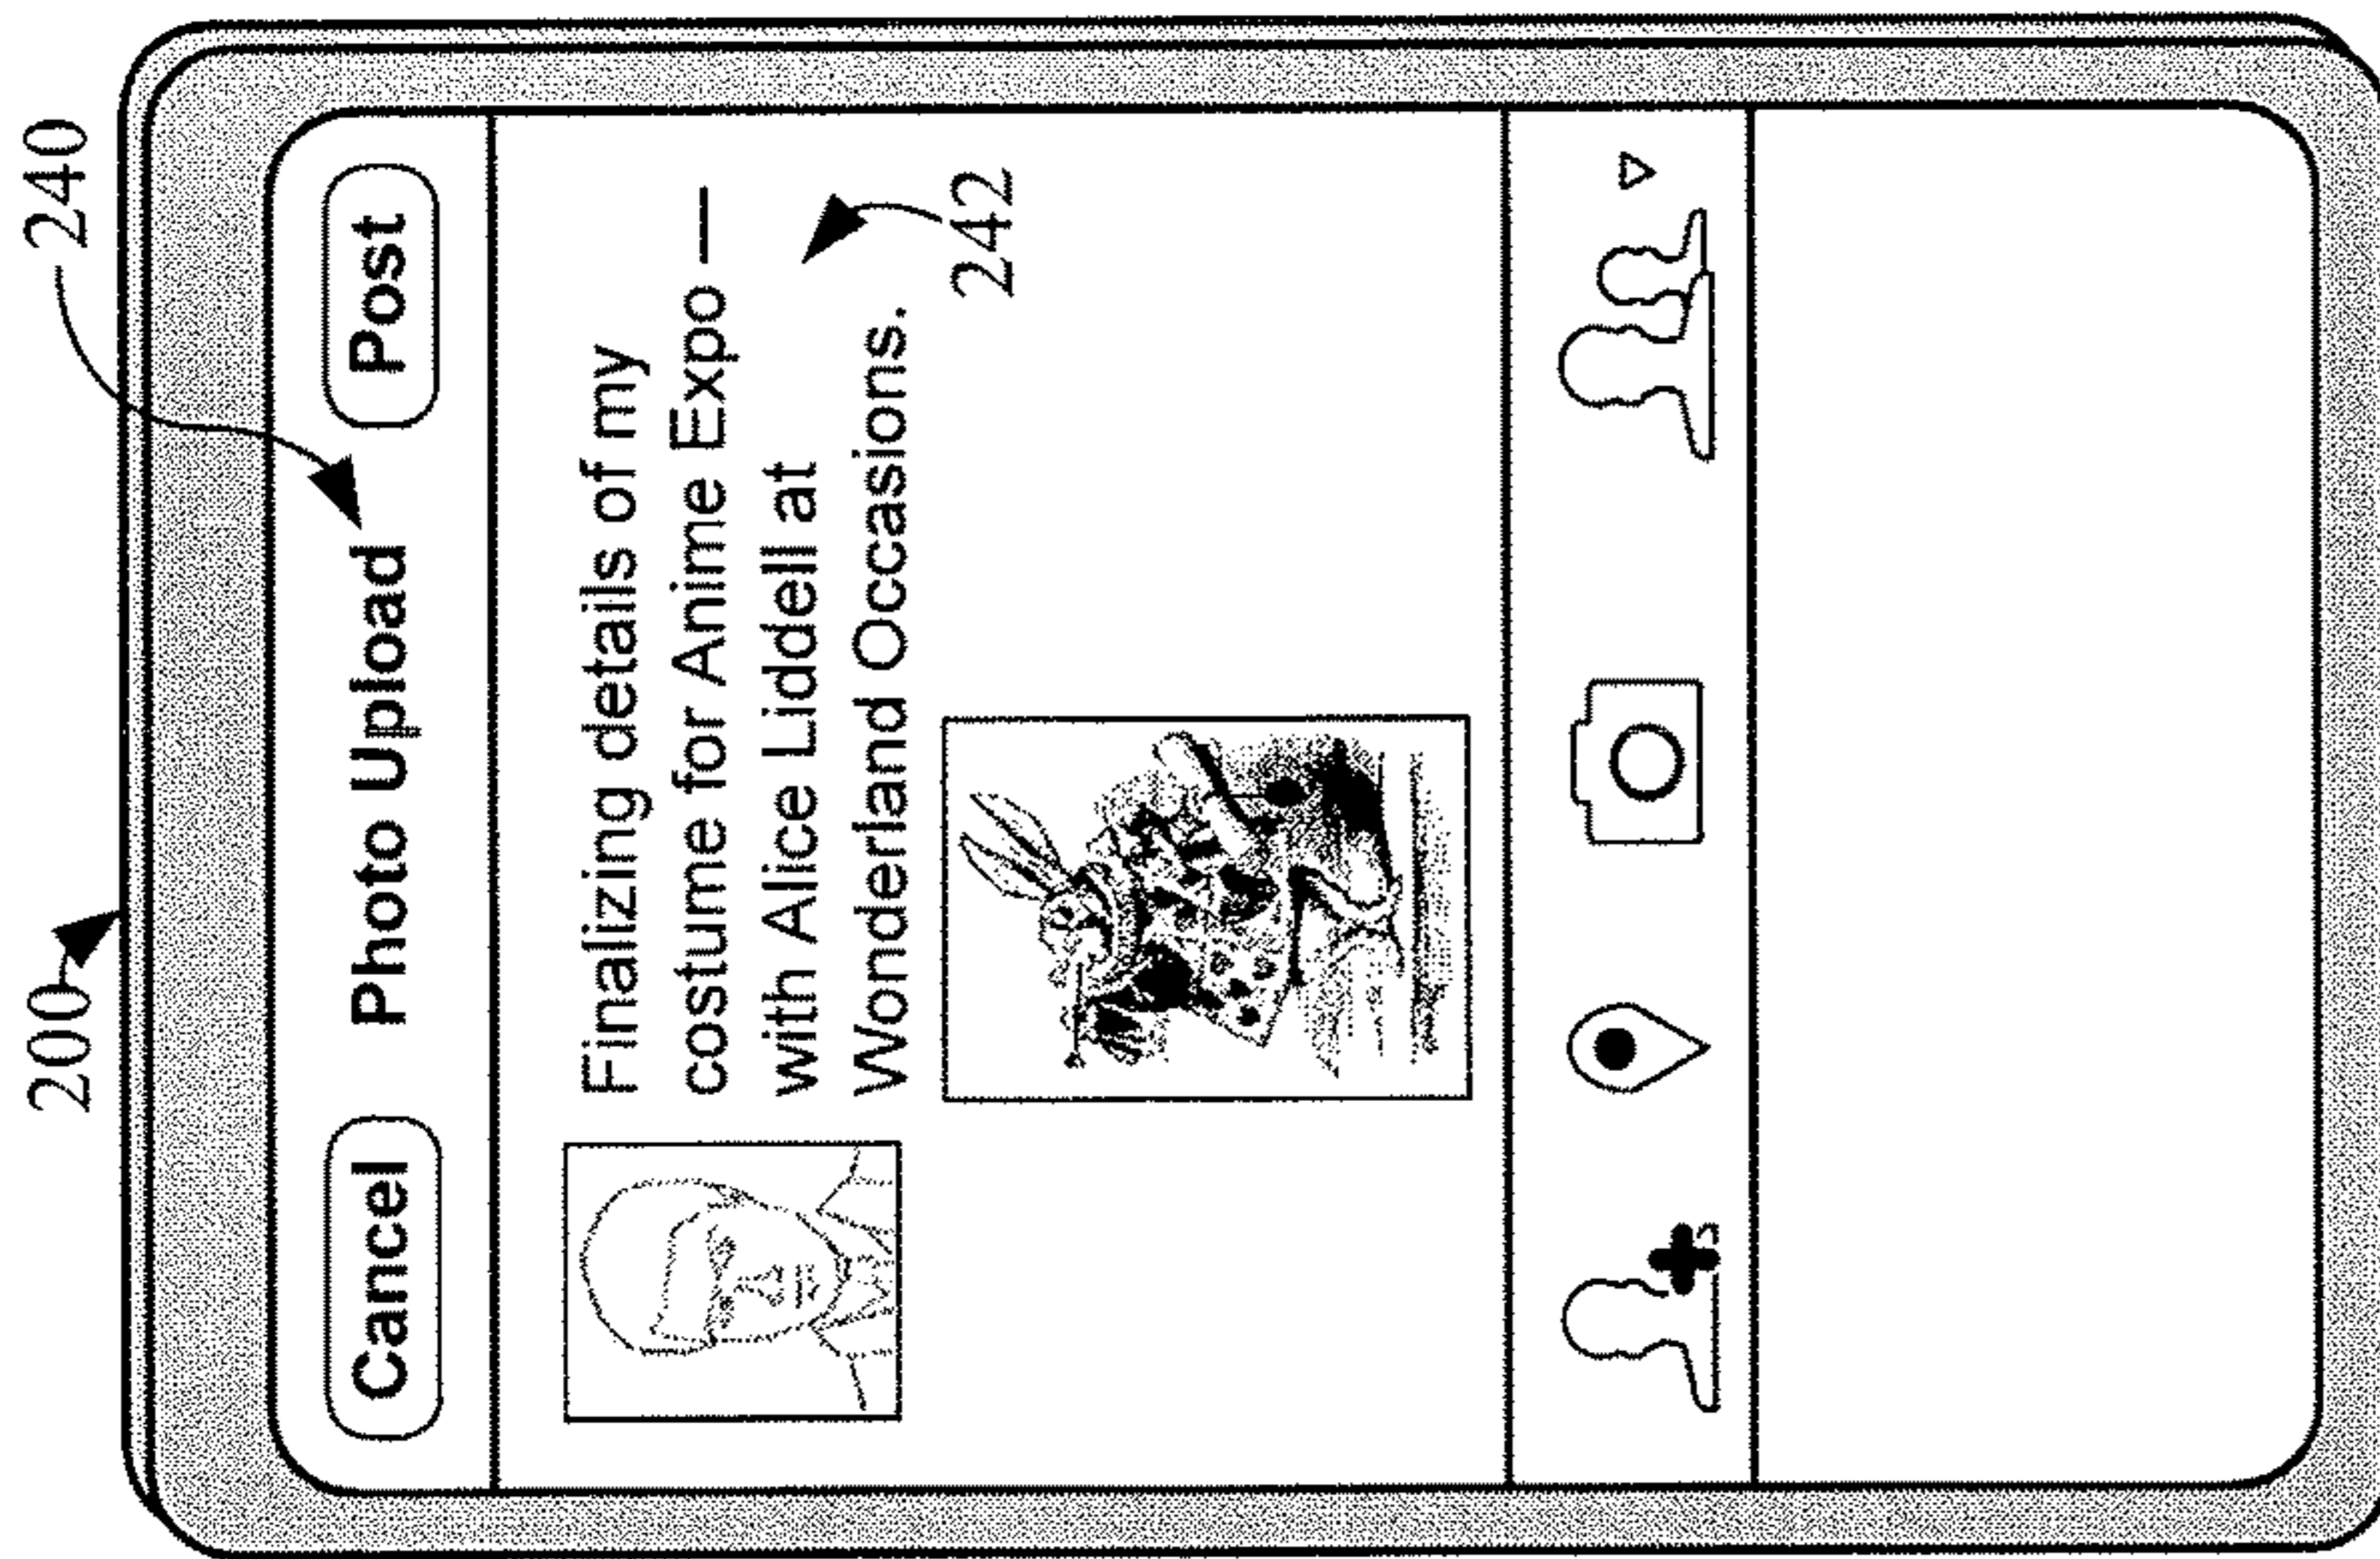 200
240
Cancel Photo Upload Post
Finalizing details of my
costume for Anime Expo —
with Alice Liddell at
Wonderland Occasions.
242